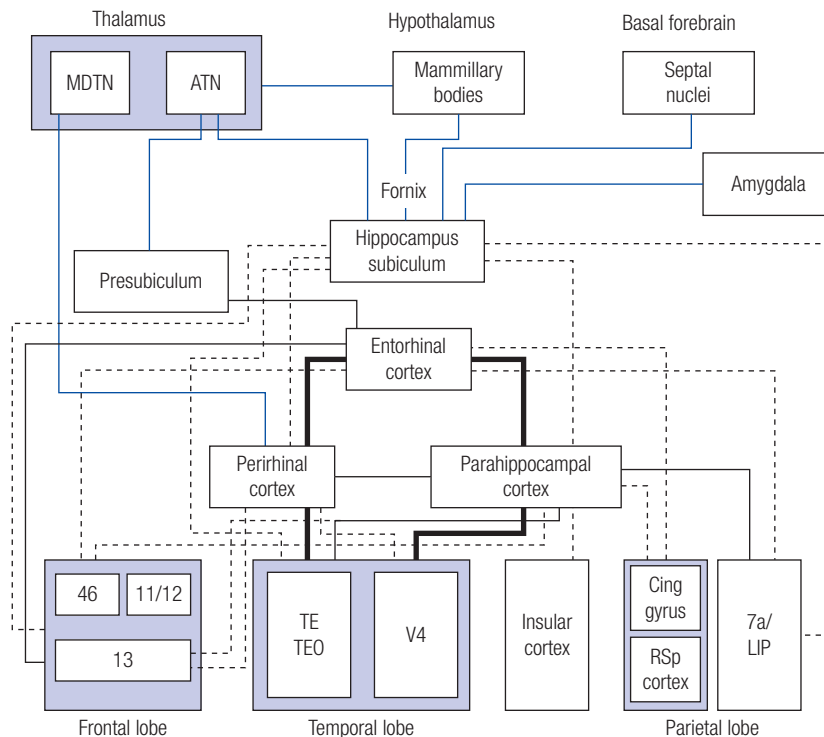 Thalamus
Hypothalamus
Basal forebrain
MDTN
ATN
Mammillary
bodies
Septal
nuclei
Amygdala
Fornix
Hippocampus
subiculum
Presubiculum
Entorhinal
cortex
Perirhinal
cortex
Parahippocampal
cortex
46
11/12
13
TE
TEO
V4
Insular
cortex
Cing
gyrus
RSp
cortex
7a/
LIP
Frontal lobe
Temporal lobe
Parietal lobe